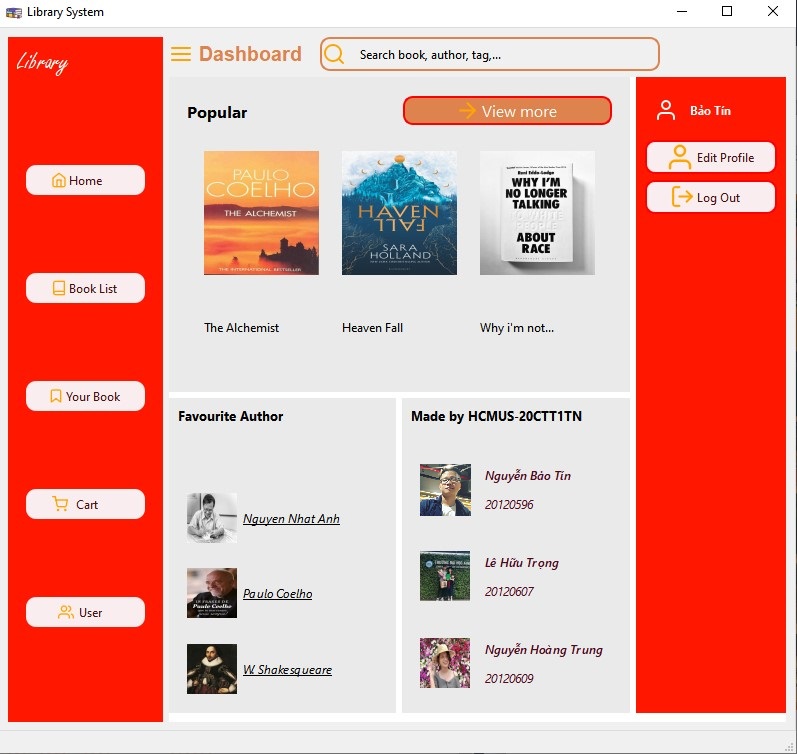 Library System
Library
Dashboard
Search book, author, tag,...
Home
Book List
Your Book
Cart
User
Popular
View more
PAULO
COELHO
THE ALCHEMIST
THE INTERNATIONAL BESTSELLER
HAVEN
FALL
SARA
HOLLAND
Reni Eddo-Lodge
WHY I'M
NO LONGER
TALKING
TO WHITE
PEOPLE
ABOUT
RACE
The Alchemist
Heaven Fall
Why i'm not...
Favourite Author
Nguyen Nhat Anh
Paulo Coelho
W. Shakesqueare
Made by HCMUS-20CTT1TN
Nguyễn Bảo Tín
20120596
Lê Hữu Trọng
20120607
Nguyễn Hoàng Trung
20120609
Bảo Tín
Edit Profile
Log Out